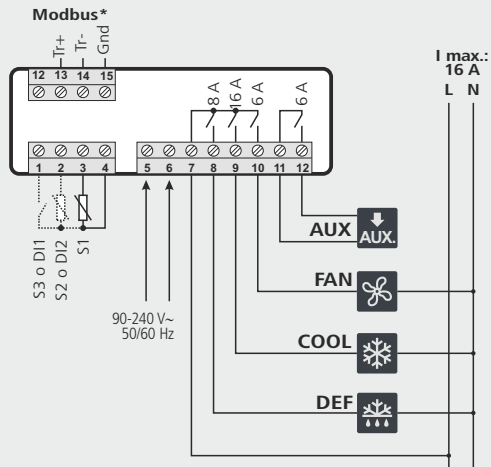 Modbus*
Tr+
Tr-
Gnd
12 13 14 15
8 A
16 A
6 A
6 A
I max.:
16 A
L N
1 2 3 4 5 6 7 8 9 10 11 12
S3 o DI1
S2 o DI2
S1
90-240 V~
50/60 Hz
AUX
AUX.
FAN
COOL
DEF